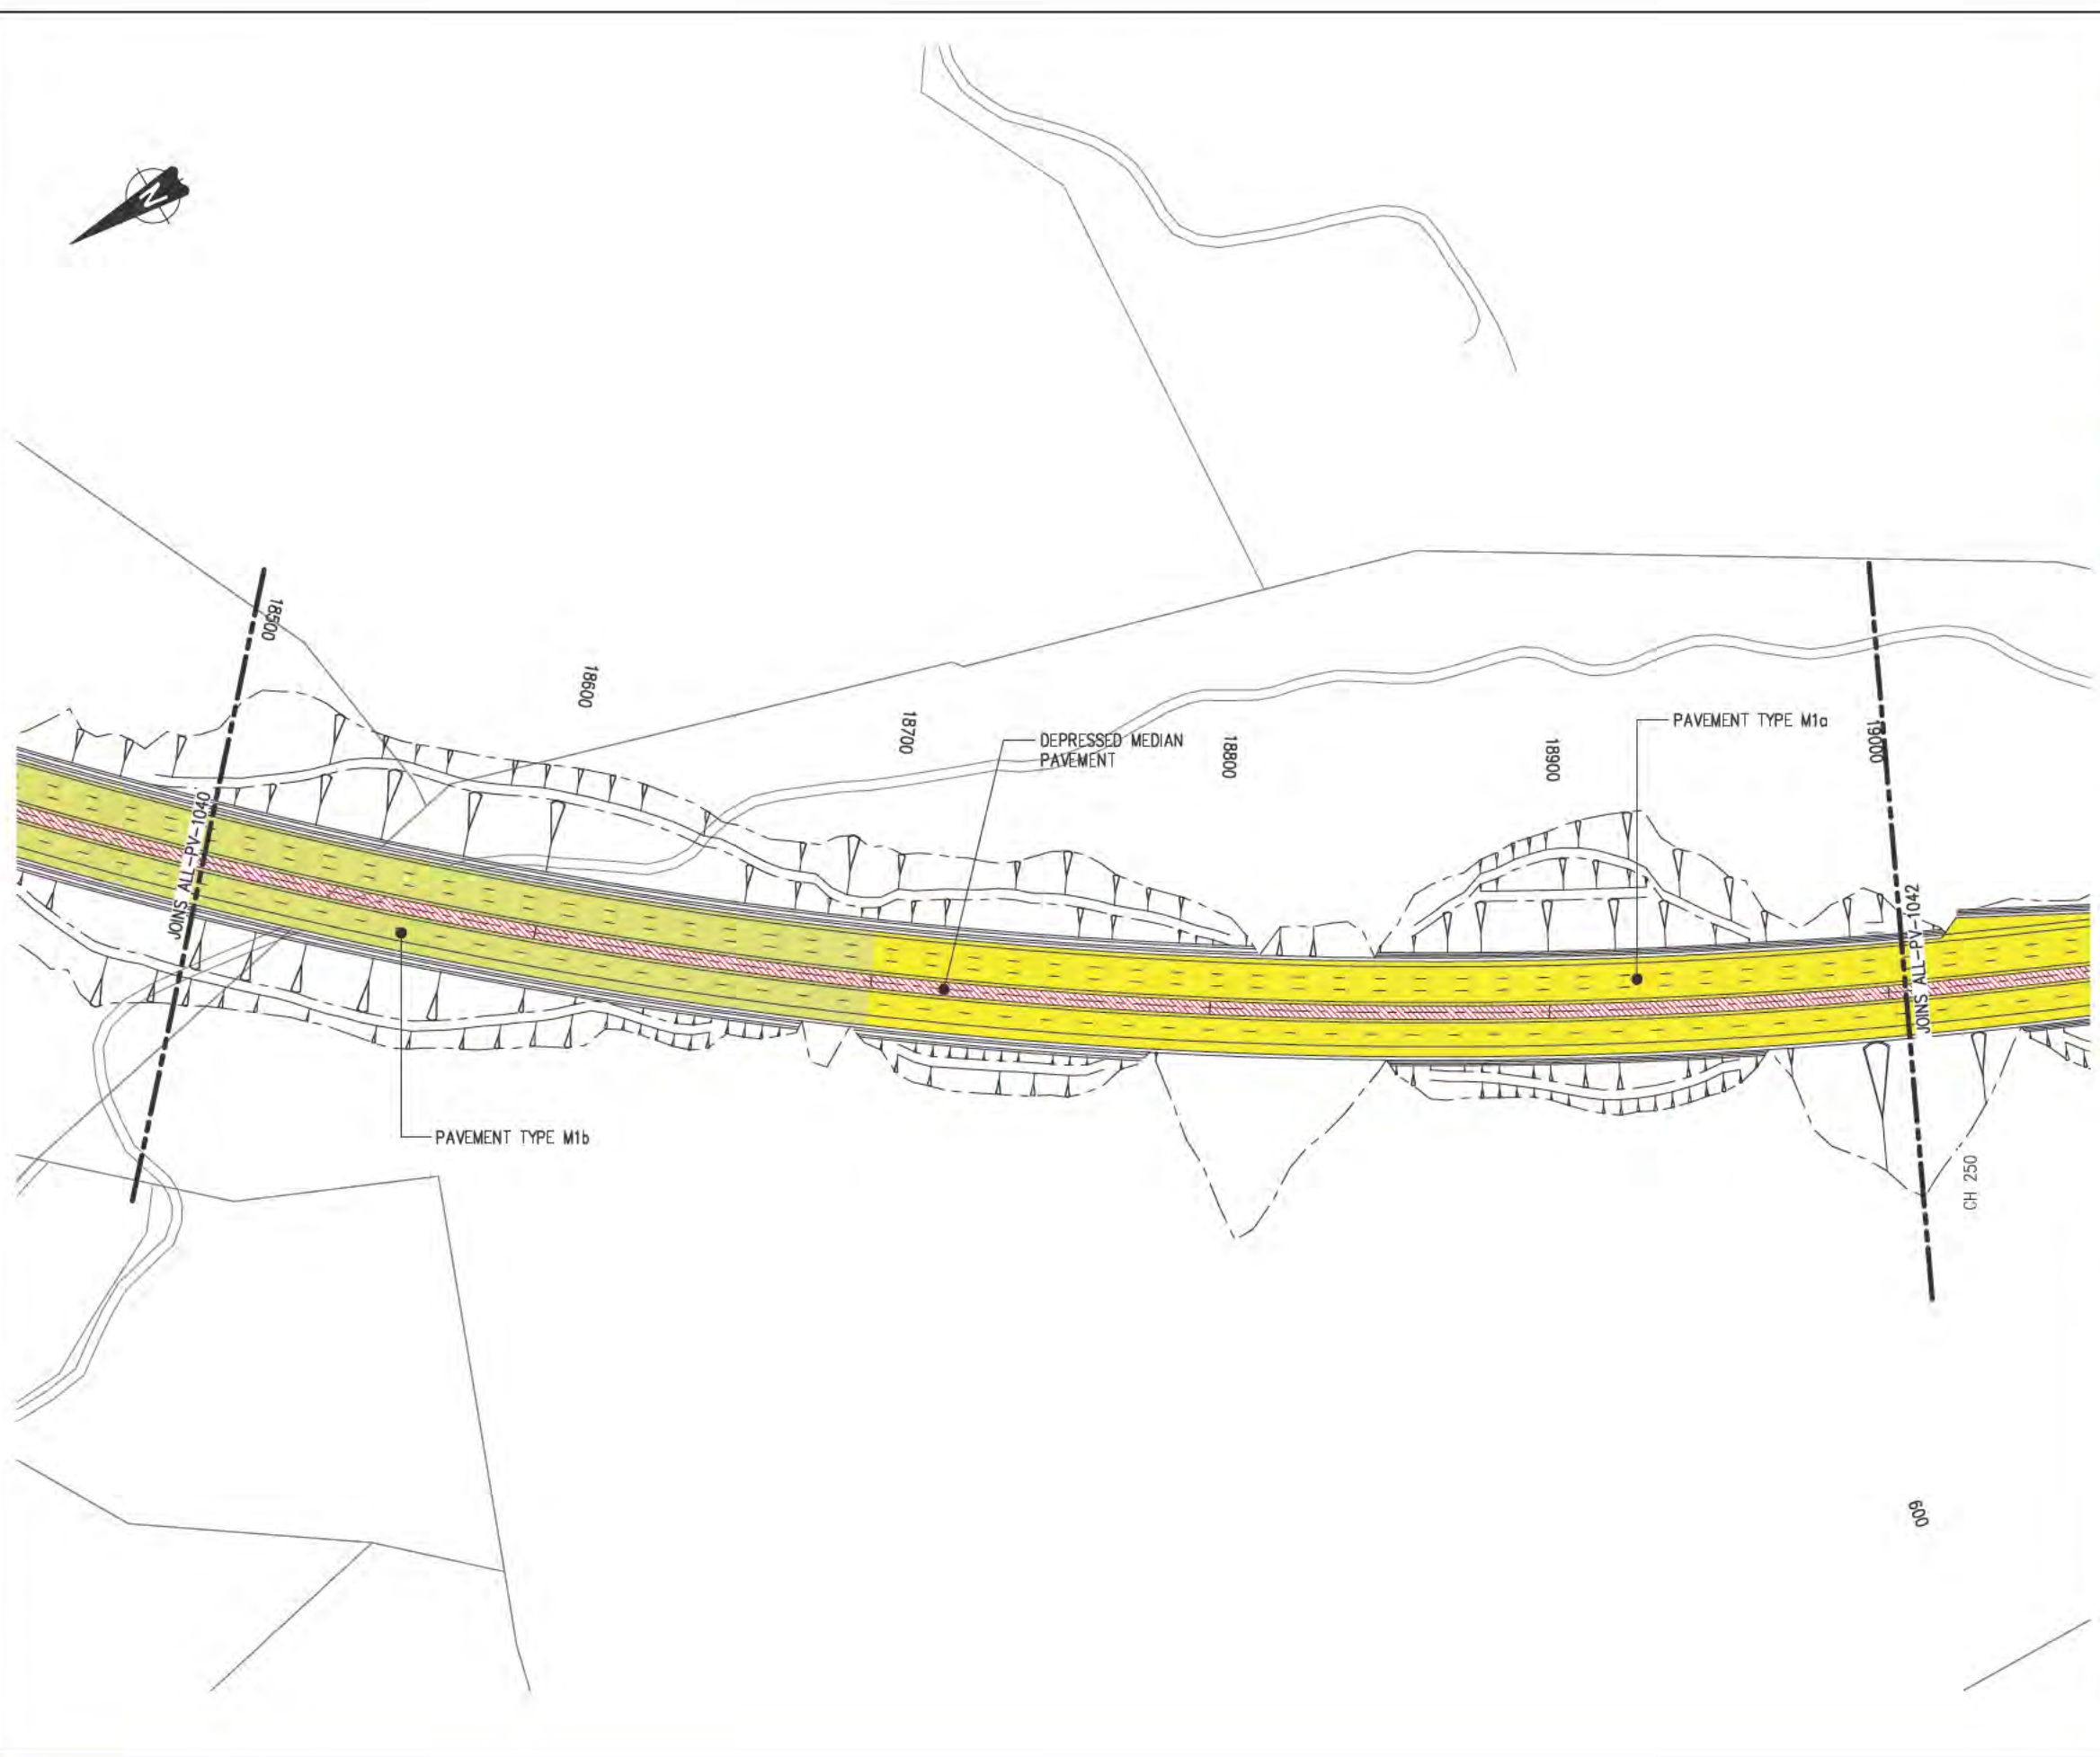 N
18500
18600
18700
18800
18900
19000
DEPRESSED MEDIAN
PAVEMENT
PAVEMENT TYPE M1a
JOINS ALL-PV-1040
JOINS ALL-PV-1042
PAVEMENT TYPE M1b
CH 250
600